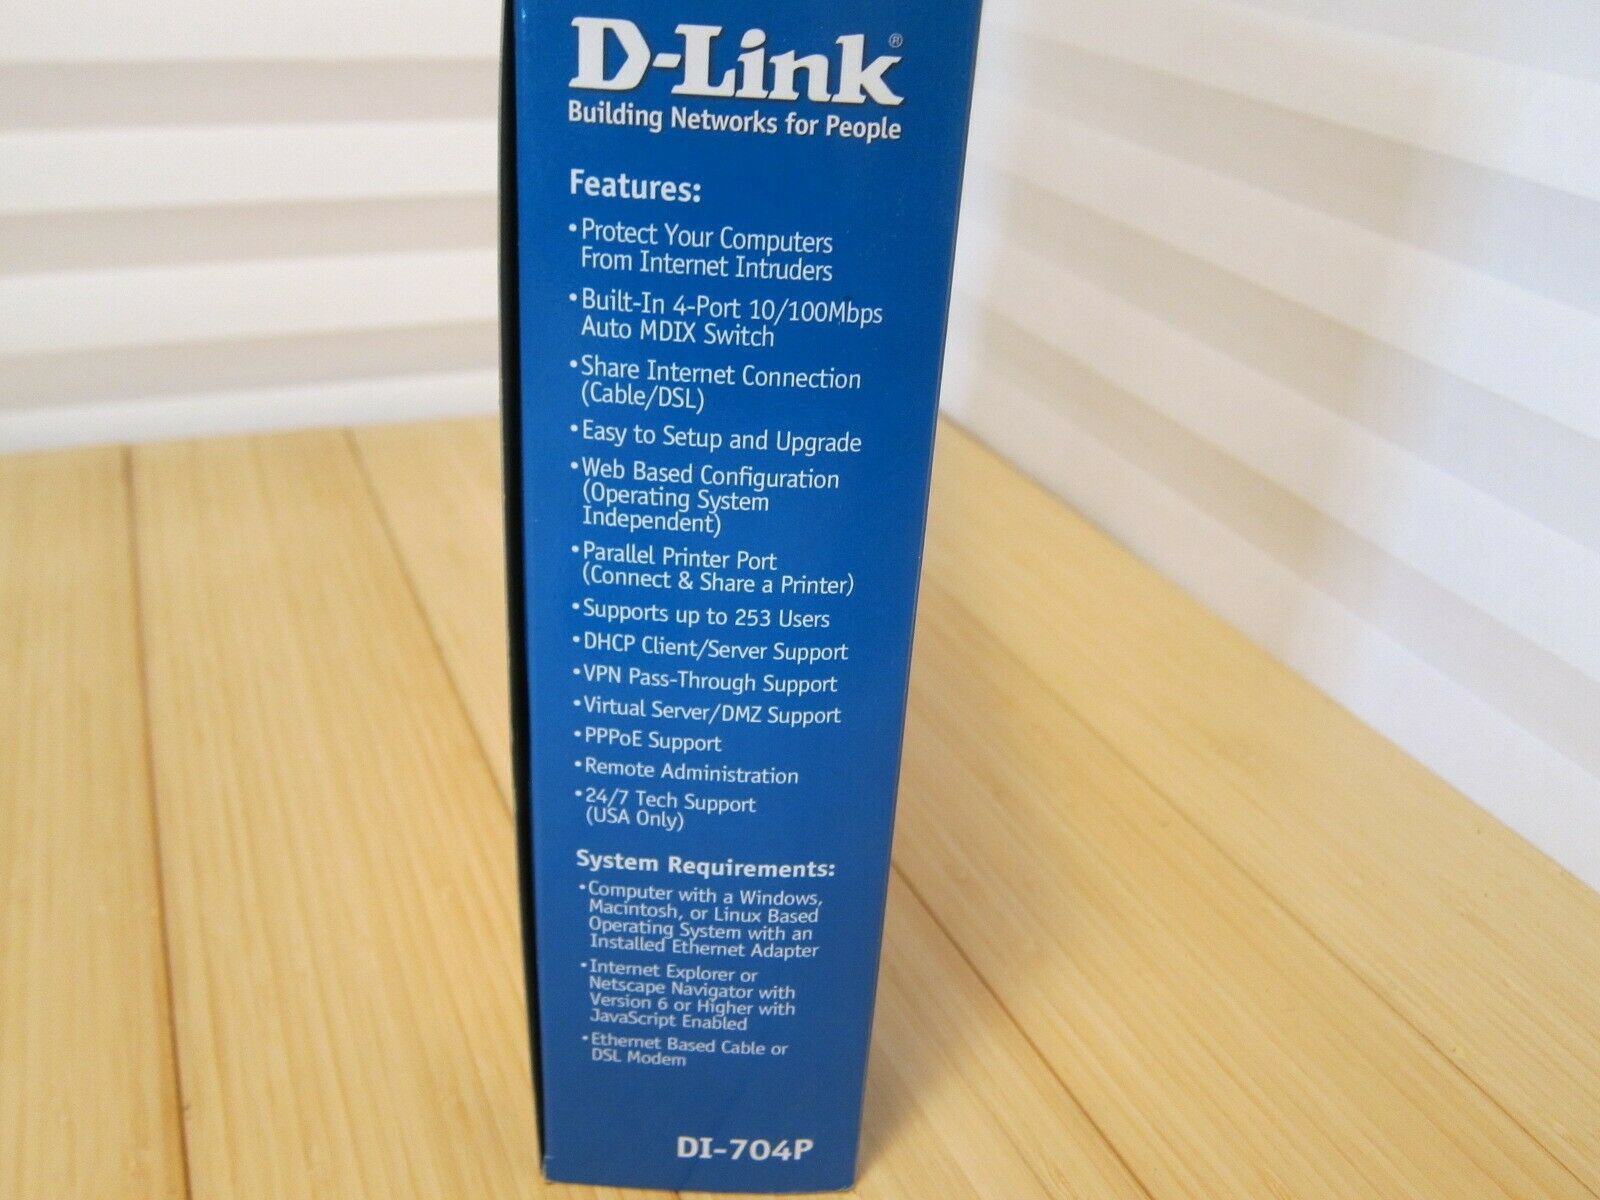 D-Link®
Building Networks for People
Features:
• Protect Your Computers
From Internet Intruders
• Built-In 4-Port 10/100Mbps
Auto MDIX Switch
• Share Internet Connection
(Cable/DSL)
• Easy to Setup and Upgrade
• Web Based Configuration
(Operating System
Independent)
• Parallel Printer Port
(Connect & Share a Printer)
• Supports up to 253 Users
• DHCP Client/Server Support
• VPN Pass-Through Support
• Virtual Server/DMZ Support
• PPPoE Support
• Remote Administration
• 24/7 Tech Support
(USA Only)
System Requirements:
• Computer with a Windows,
Macintosh, or Linux Based
Operating System with an
Installed Ethernet Adapter
• Internet Explorer or
Netscape Navigator with
Version 6 or Higher with
JavaScript Enabled
• Ethernet Based Cable or
DSL Modem
DI-704P